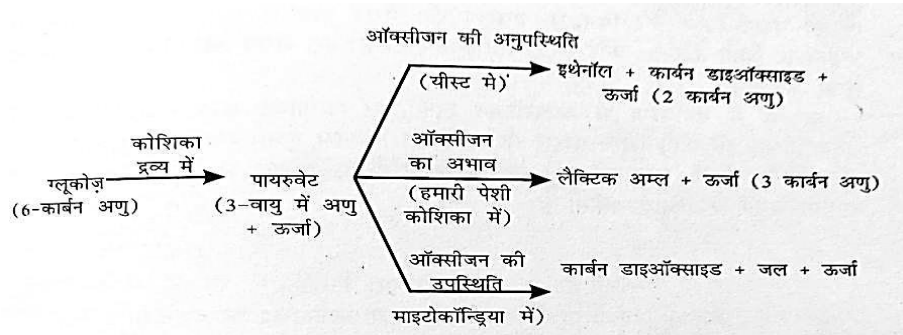 ऑक्सीजन की अनुपस्थिति
(यीस्ट में)
इथेनॉल + कार्बन डाइऑक्साइड +
ऊर्जा (2 कार्बन अणु)
कोशिका
द्रव्य में
ग्लूकोज़
(6-कार्बन अणु)
पायरुवेट
(3-वायु में अणु
+ ऊर्जा)
ऑक्सीजन
का अभाव
(हमारी पेशी
कोशिका में)
लैक्टिक अम्ल + ऊर्जा (3 कार्बन अणु)
ऑक्सीजन की
उपस्थिति
माइटोकॉन्ड्रिया में)
कार्बन डाइऑक्साइड + जल + ऊर्जा